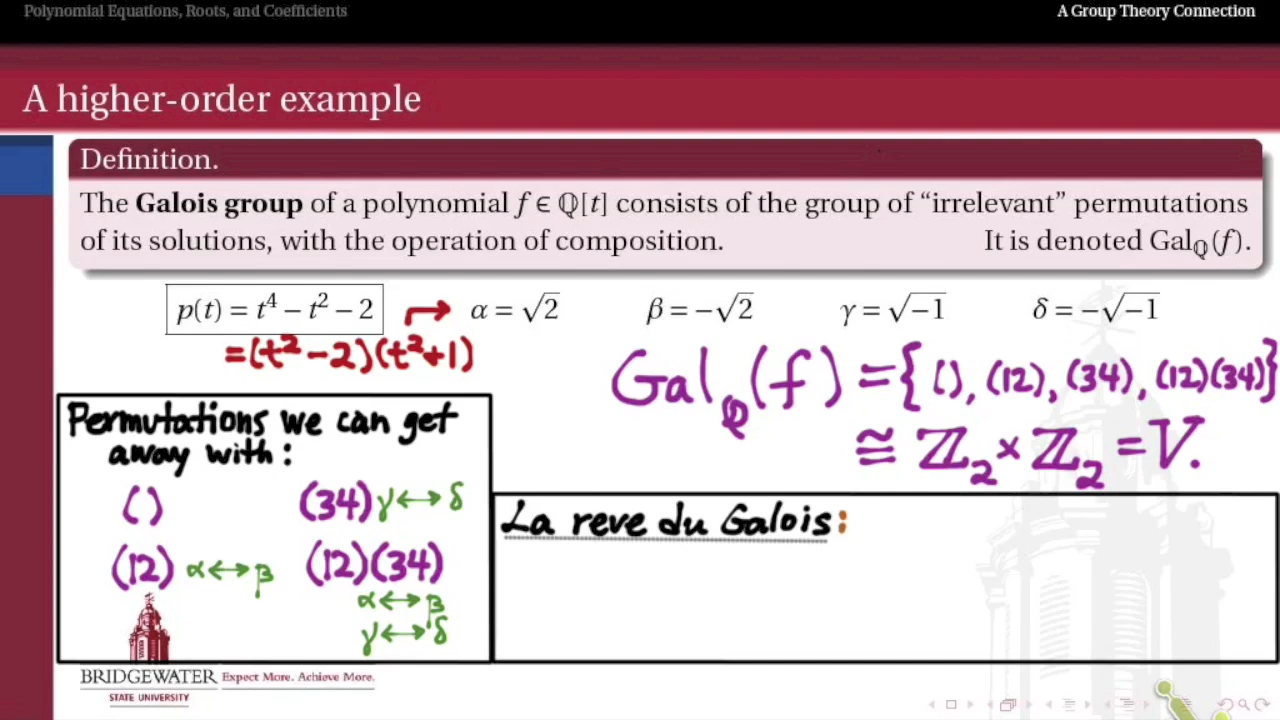 Polynomial Equations, Roots, and Coefficients
A Group Theory Connection
A higher-order example
Definition.
The Galois group of a polynomial f ∈ ℚ[t] consists of the group of “irrelevant” permutations
of its solutions, with the operation of composition. It is denoted Gal_ℚ(f).
p(t) = t⁴ − t² − 2 → α = √2 β = −√2 γ = √−1 δ = −√−1
=(t²−2)(t²+1)
Gal_ℚ(f) = { (), (12), (34), (12)(34)}
≅ ℤ₂ × ℤ₂ = V.
Permutations we can get
away with:
() (34) γ↔δ
(12) α↔β (12)(34)
α↔β
γ↔δ
La reve du Galois:
BRIDGEWATER
STATE UNIVERSITY
Expect More. Achieve More.